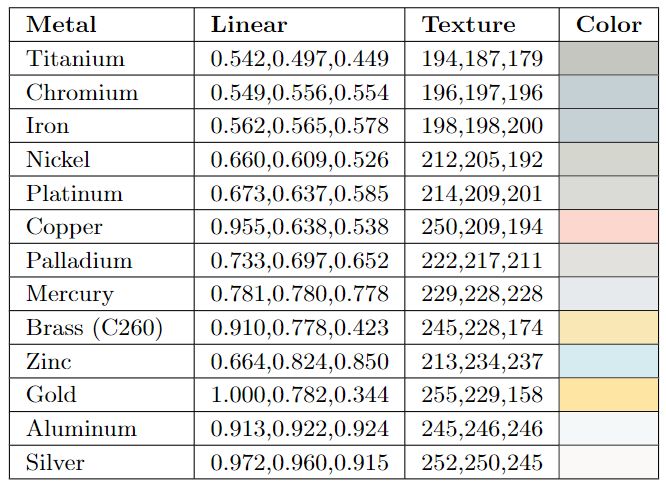 Metal Linear Texture Color
Titanium 0.542,0.497,0.449 194,187,179
Chromium 0.549,0.556,0.554 196,197,196
Iron 0.562,0.565,0.578 198,198,200
Nickel 0.660,0.609,0.526 212,205,192
Platinum 0.673,0.637,0.585 214,209,201
Copper 0.955,0.638,0.538 250,209,194
Palladium 0.733,0.697,0.652 222,217,211
Mercury 0.781,0.780,0.778 229,228,228
Brass (C260) 0.910,0.778,0.423 245,228,174
Zinc 0.664,0.824,0.850 213,234,237
Gold 1.000,0.782,0.344 255,229,158
Aluminum 0.913,0.922,0.924 245,246,246
Silver 0.972,0.960,0.915 252,250,245